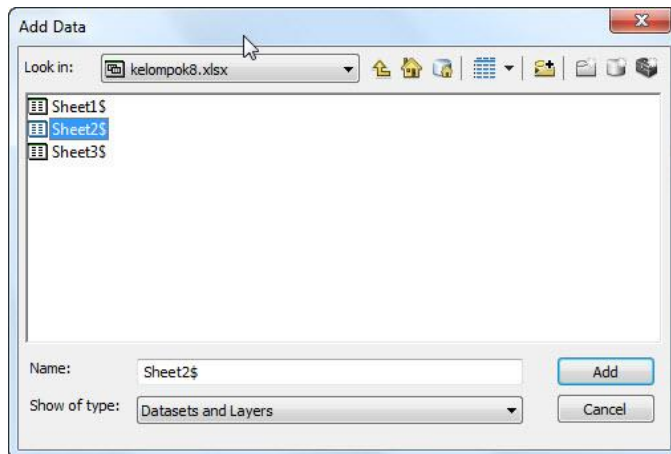 Add Data
Look in: kelompok8.xlsx
Sheet1$
Sheet2$
Sheet3$
Name: Sheet2$ Add
Show of type: Datasets and Layers Cancel